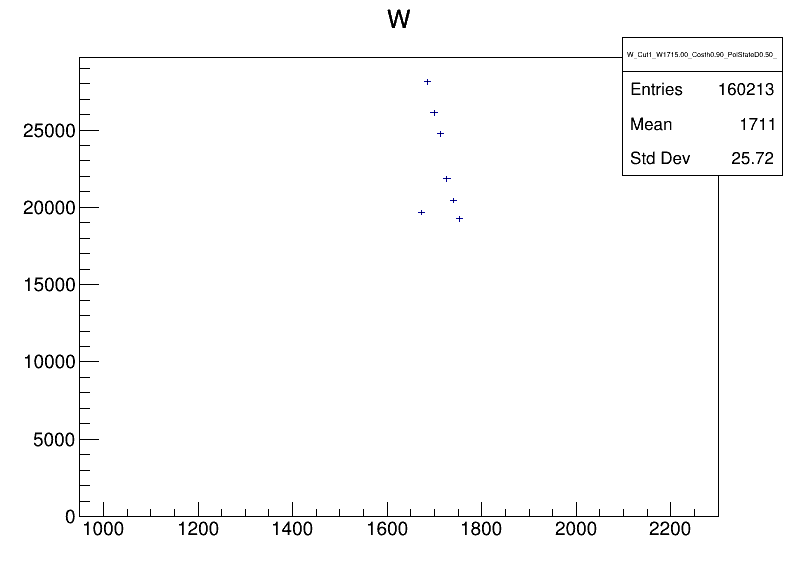 W
W_Cut1_W1715.00_Costh0.90_PolStateD0.50_
Entries 160213
Mean 1711
Std Dev 25.72
25000
20000
15000
10000
5000
0
1000 1200 1400 1600 1800 2000 2200